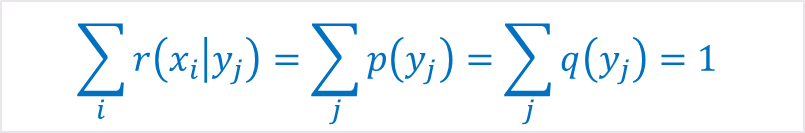 ∑_i r(x_i|y_j) = ∑_j p(y_j) = ∑_j q(y_j) = 1